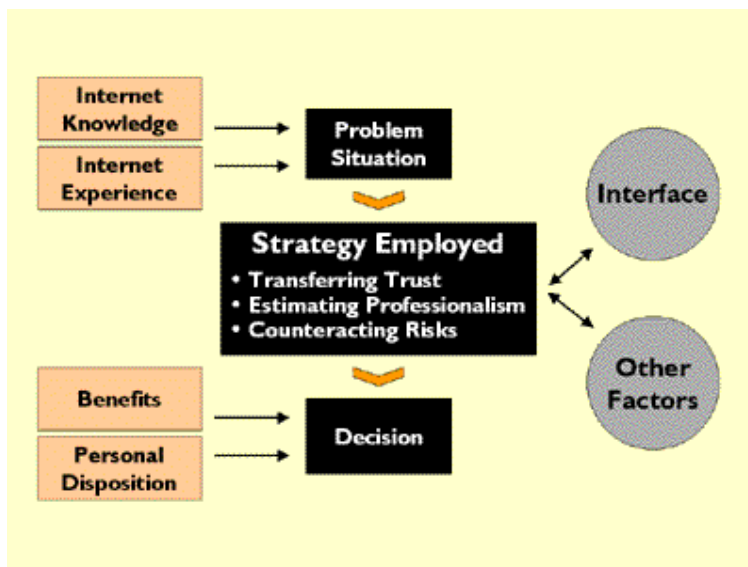 Internet
Knowledge
Internet
Experience
Problem
Situation
Interface
Strategy Employed
• Transferring Trust
• Estimating Professionalism
• Counteracting Risks
Other
Factors
Benefits
Personal
Disposition
Decision